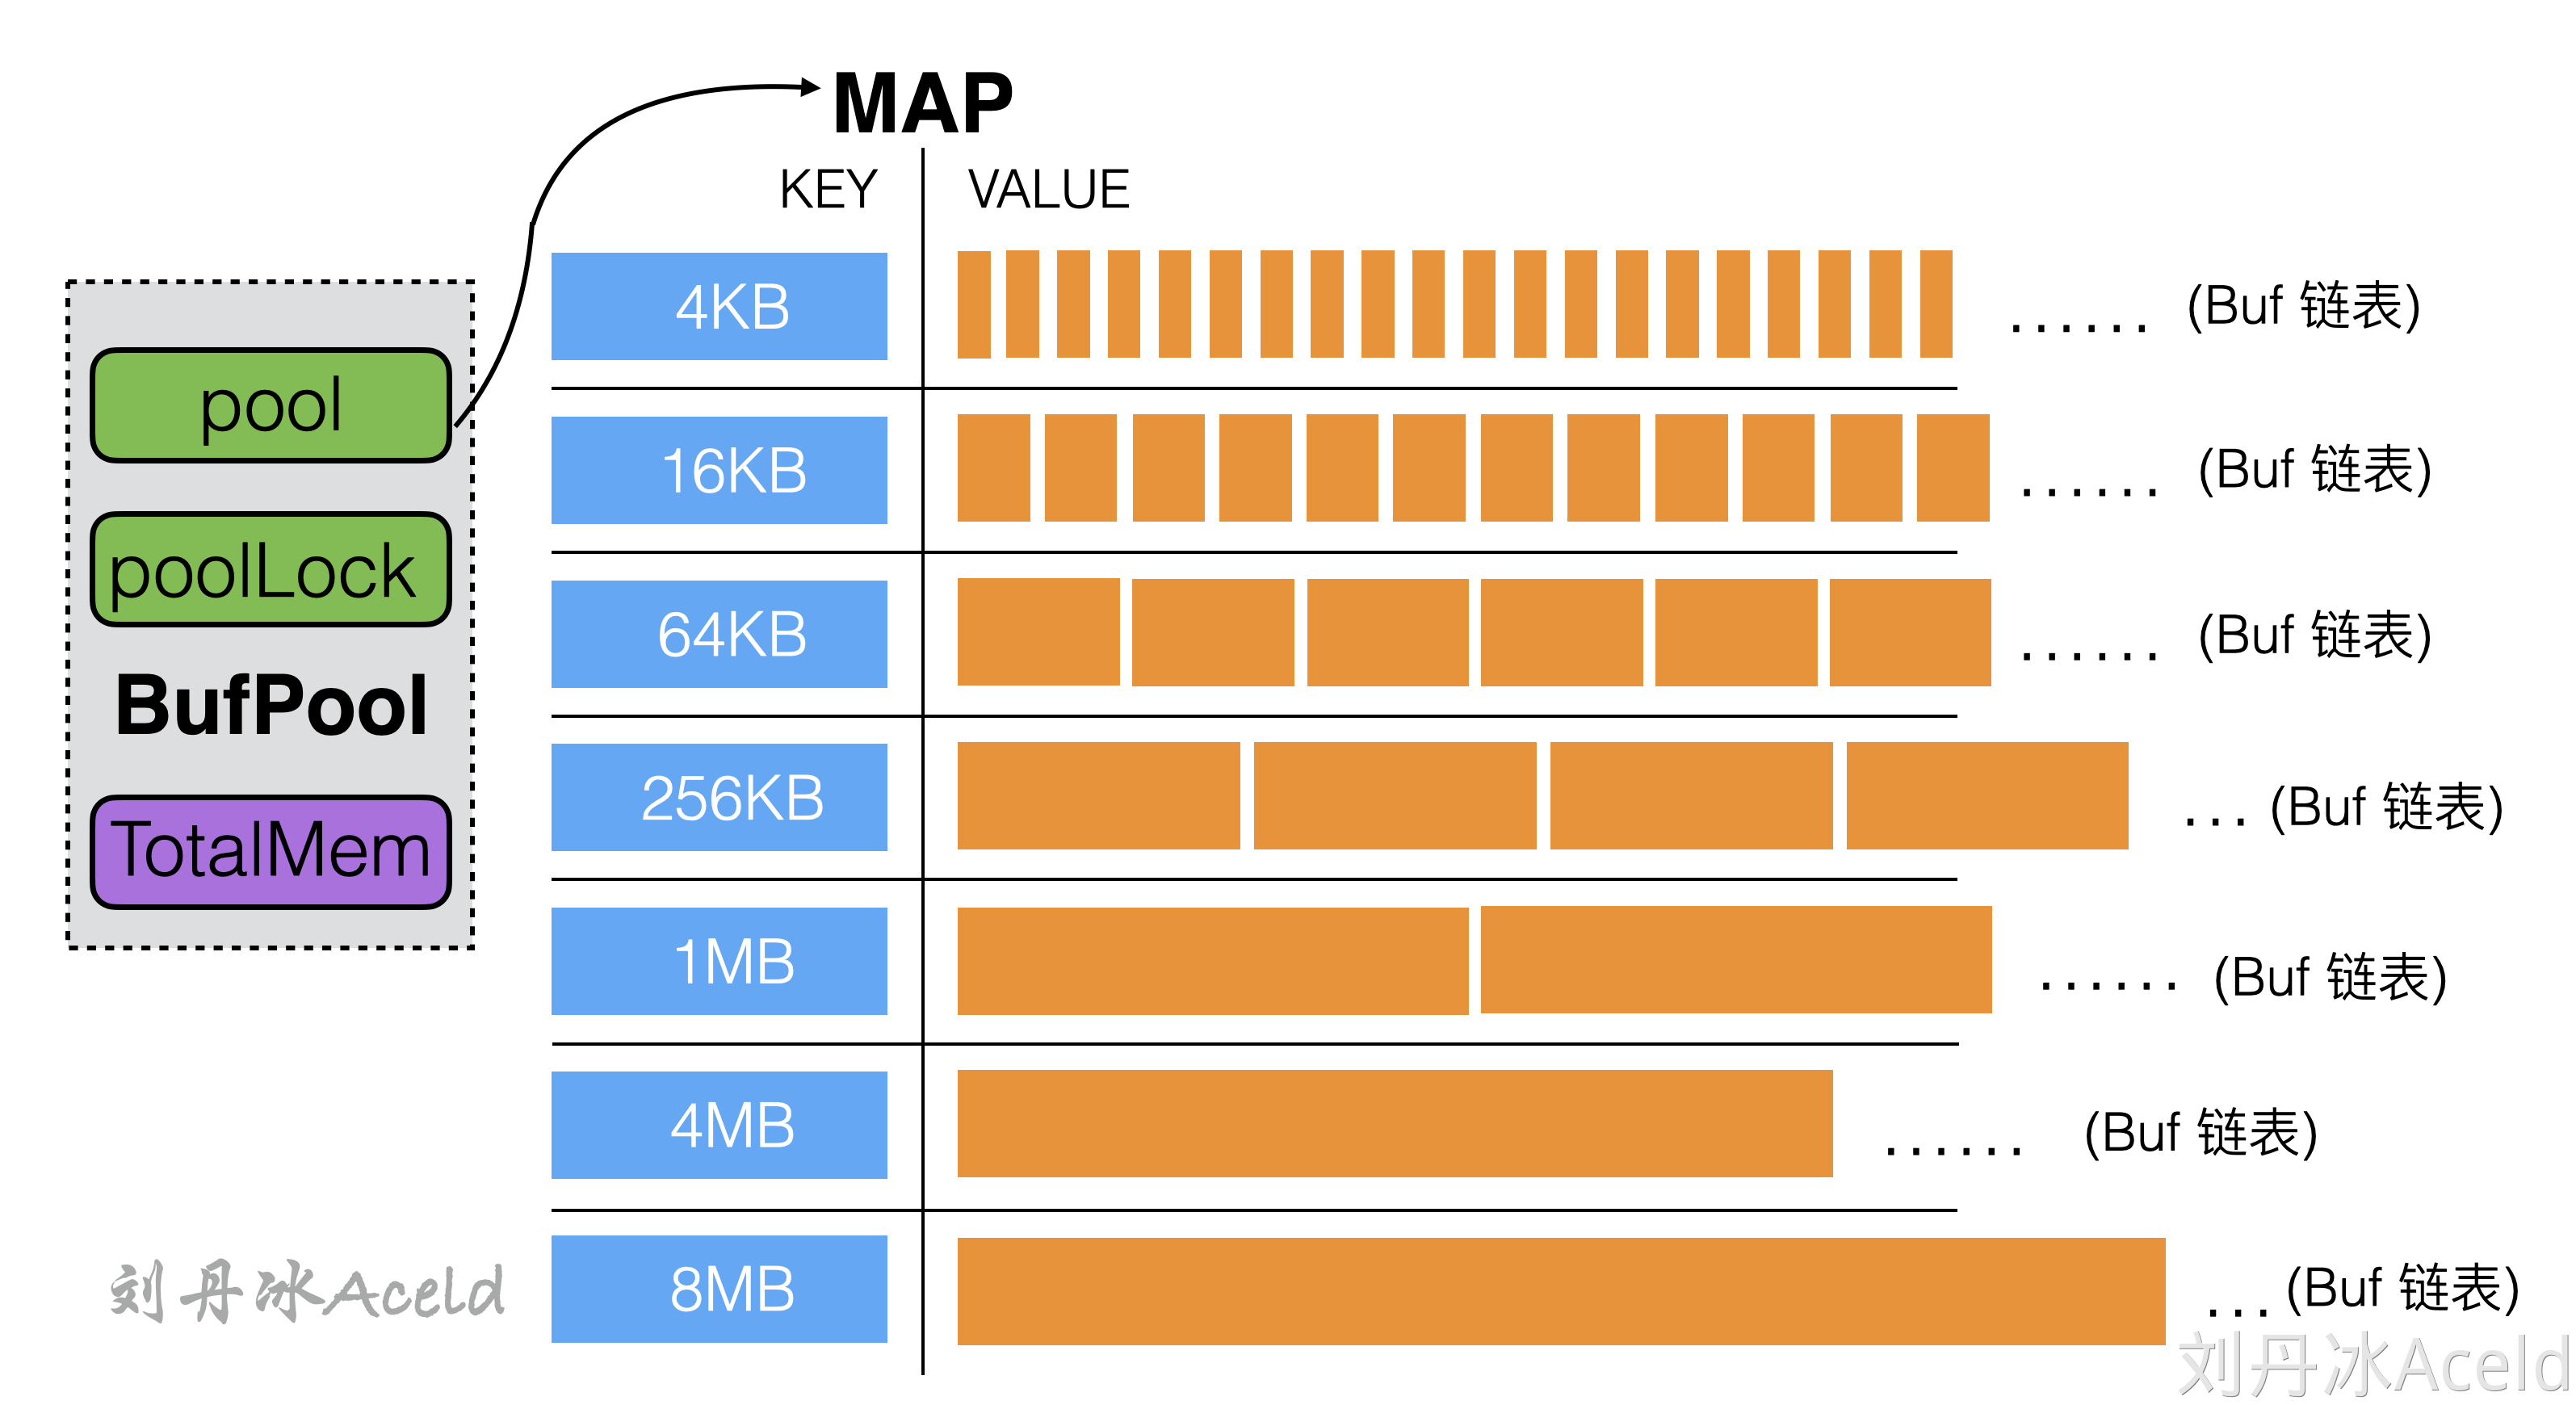 MAP
KEY VALUE
4KB ...... (Buf 链表)
pool
16KB ...... (Buf 链表)
poolLock
64KB ...... (Buf 链表)
BufPool
256KB ... (Buf 链表)
TotalMem
1MB ...... (Buf 链表)
4MB ...... (Buf 链表)
8MB ... (Buf 链表)
刘丹冰Aceld
刘丹冰Aceld